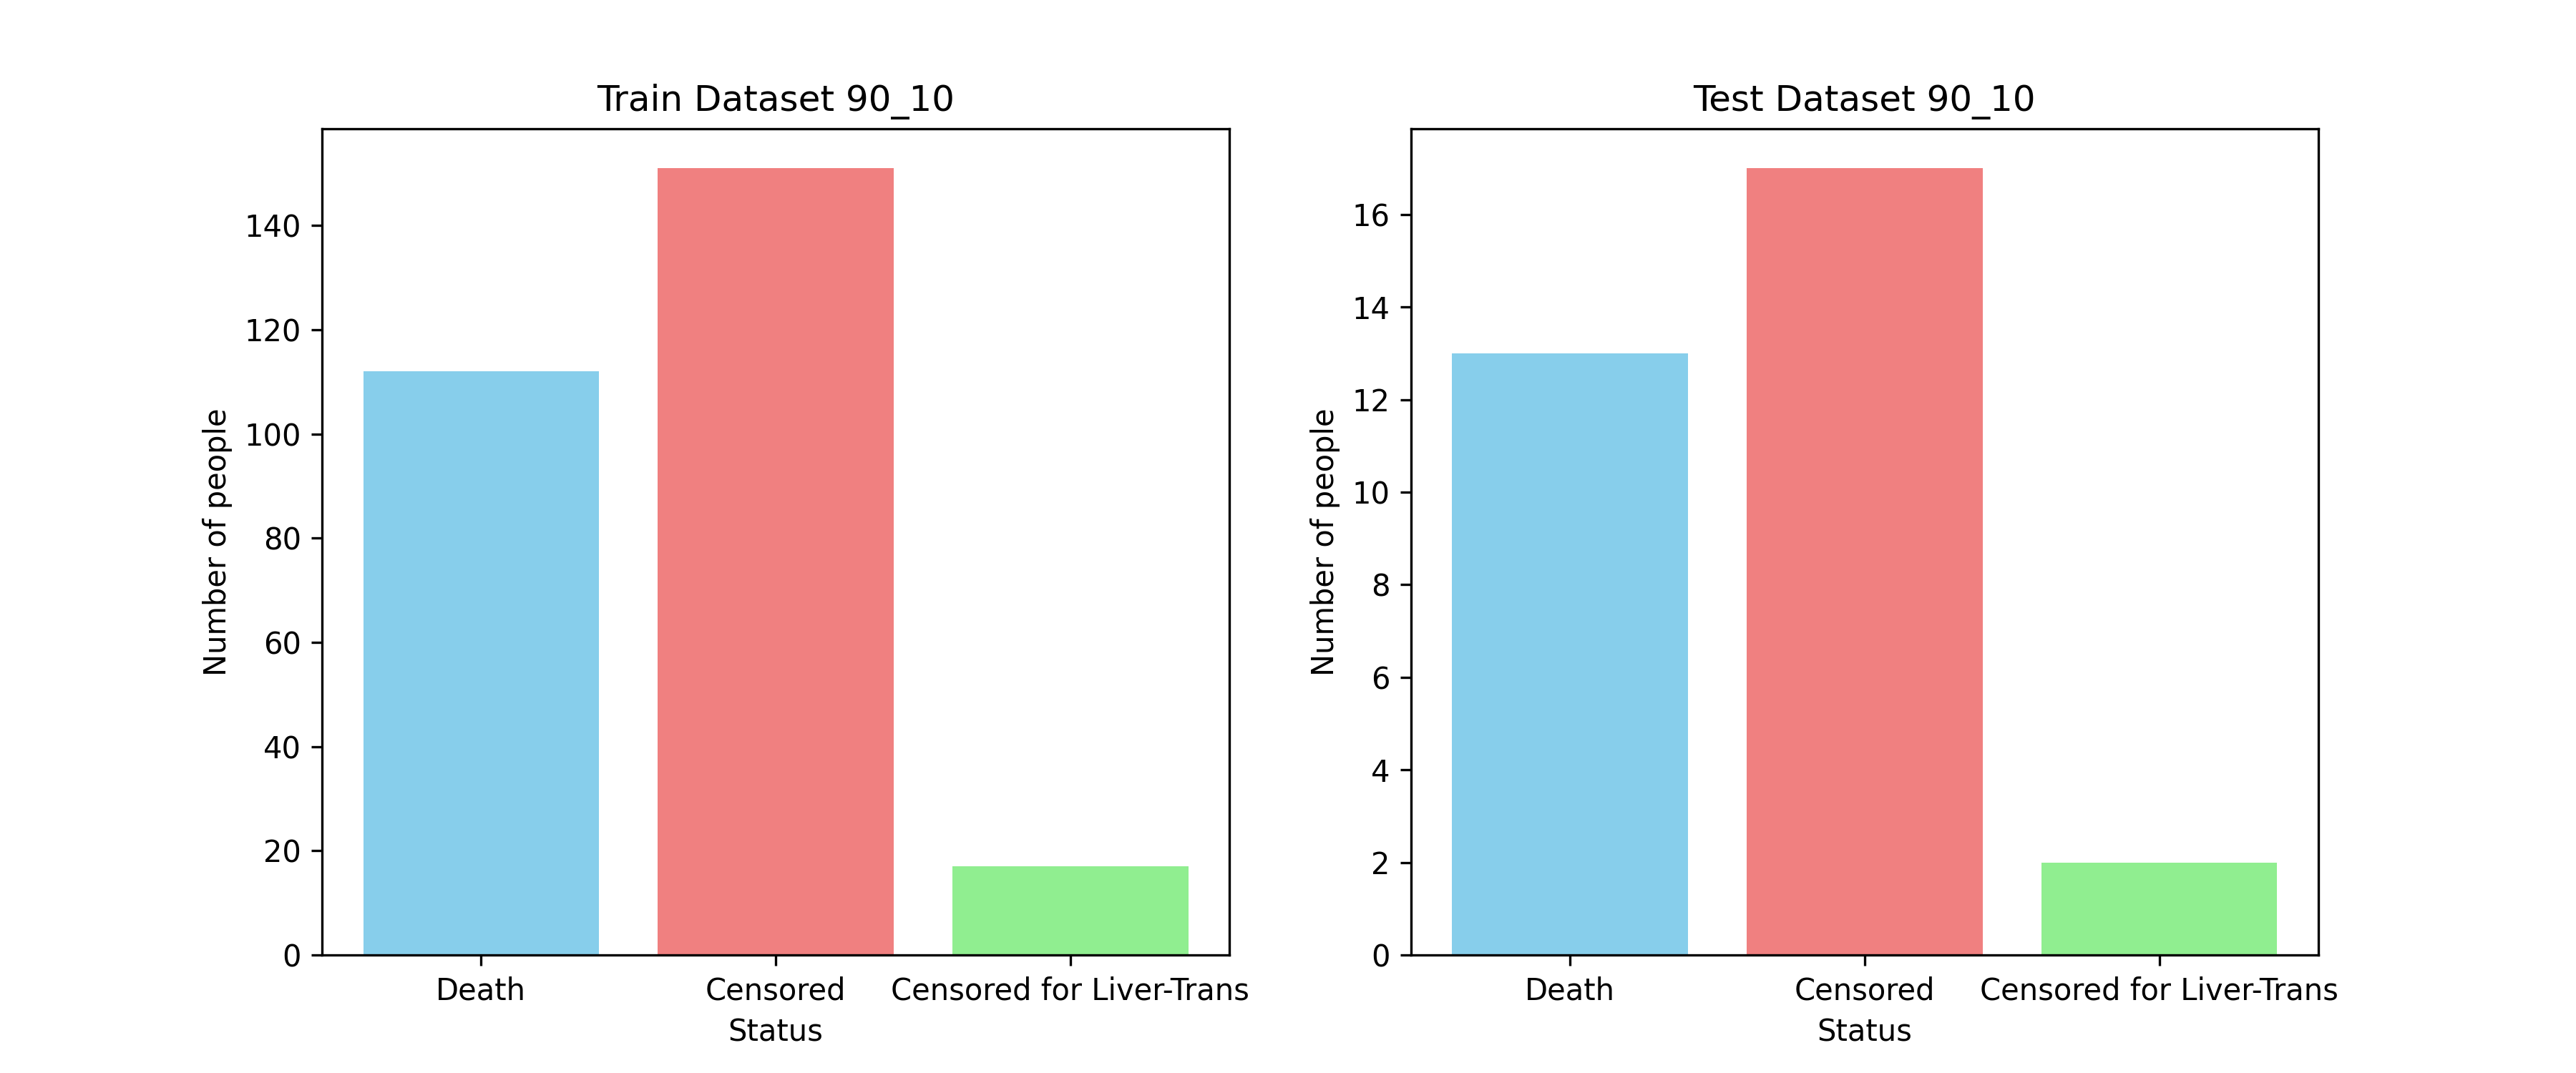 Train Dataset 90_10
Number of people
140
120
100
80
60
40
20
0
Death
Censored
Censored for Liver-Trans
Status
Test Dataset 90_10
Number of people
16
14
12
10
8
6
4
2
0
Death
Censored
Censored for Liver-Trans
Status